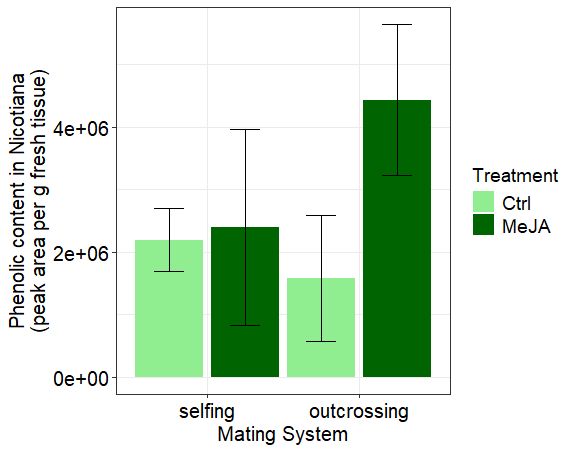 Phenolic content in Nicotiana
(peak area per g fresh tissue)
4e+06
2e+06
0e+00
selfing outcrossing
Mating System
Treatment
Ctrl
MeJA